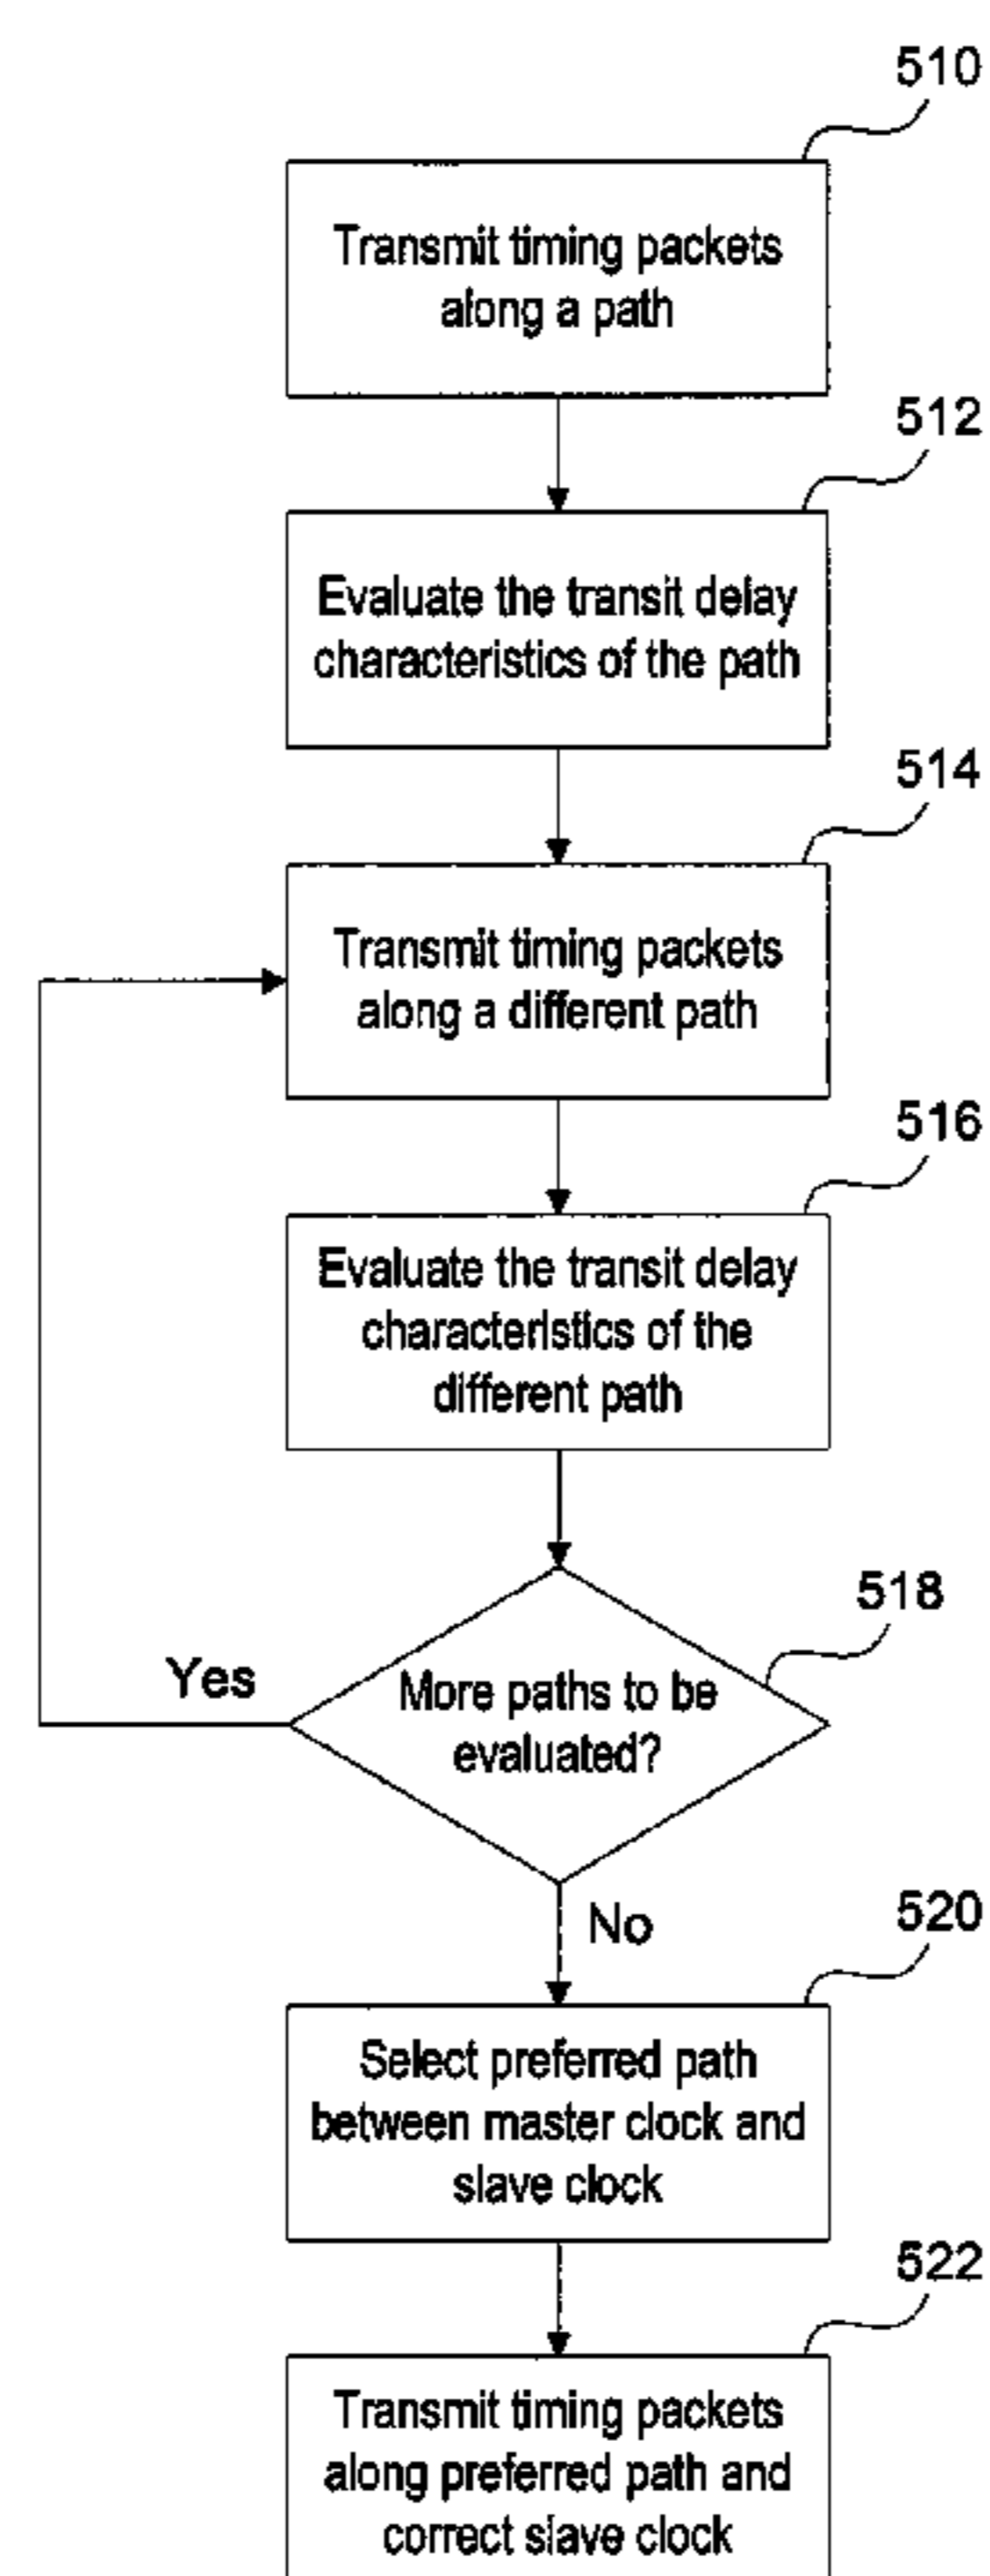 510
Transmit timing packets
along a path
512
Evaluate the transit delay
characteristics of the path
514
Transmit timing packets
along a different path
516
Evaluate the transit delay
characteristics of the
different path
518
Yes
More paths to be
evaluated?
No
520
Select preferred path
between master clock and
slave clock
522
Transmit timing packets
along preferred path and
correct slave clock